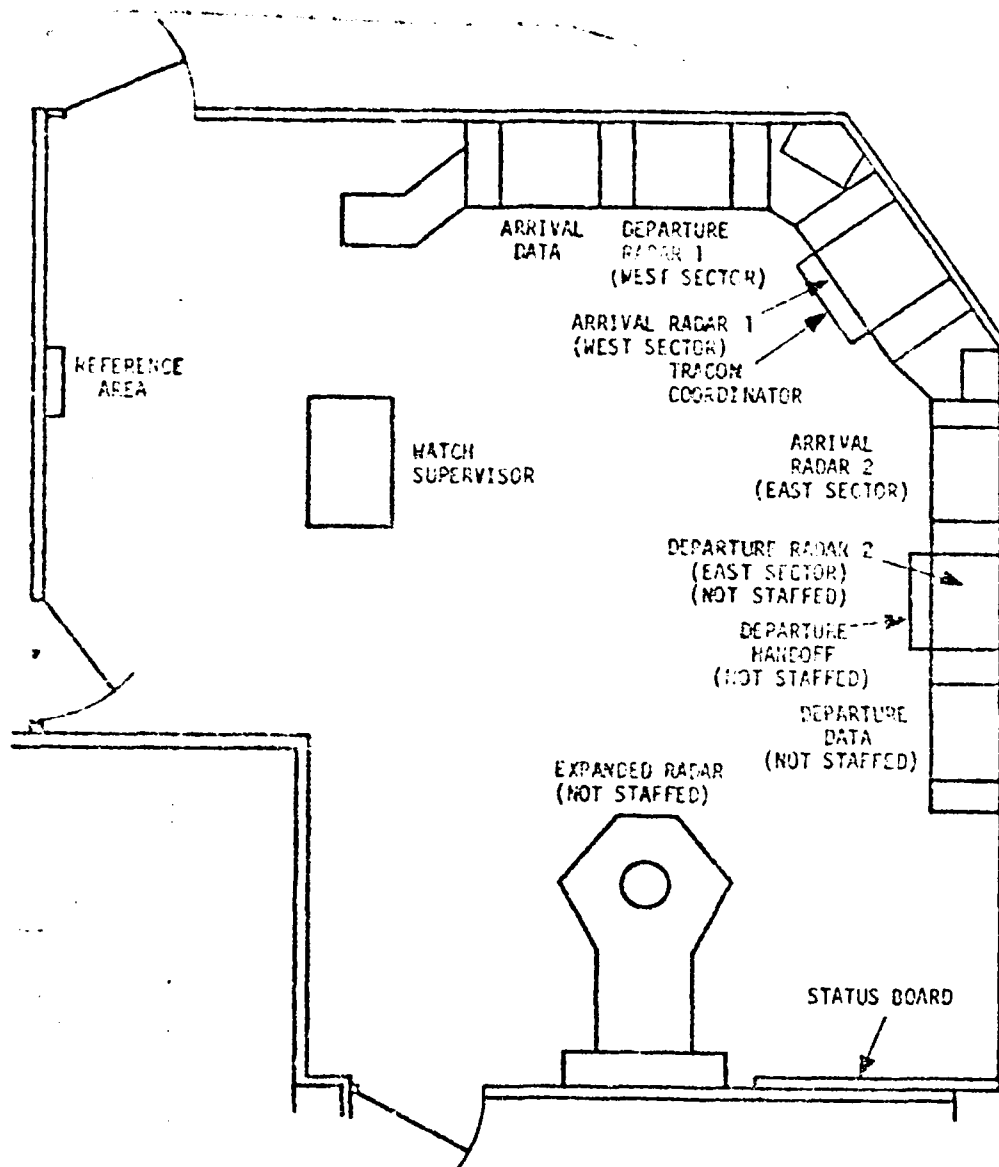 ARRIVAL
DATA
DEPARTURE
RADAR 1
(WEST SECTOR)
ARRIVAL RADAR 1
(WEST SECTOR)
TRACON
COORDINATOR
REFERENCE
AREA
WATCH
SUPERVISOR
ARRIVAL
RADAR 2
(EAST SECTOR)
DEPARTURE RADAR 2
(EAST SECTOR)
(NOT STAFFED)
DEPARTURE
HANDOFF
(NOT STAFFED)
DEPARTURE
DATA
(NOT STAFFED)
EXPANDED RADAR
(NOT STAFFED)
STATUS BOARD